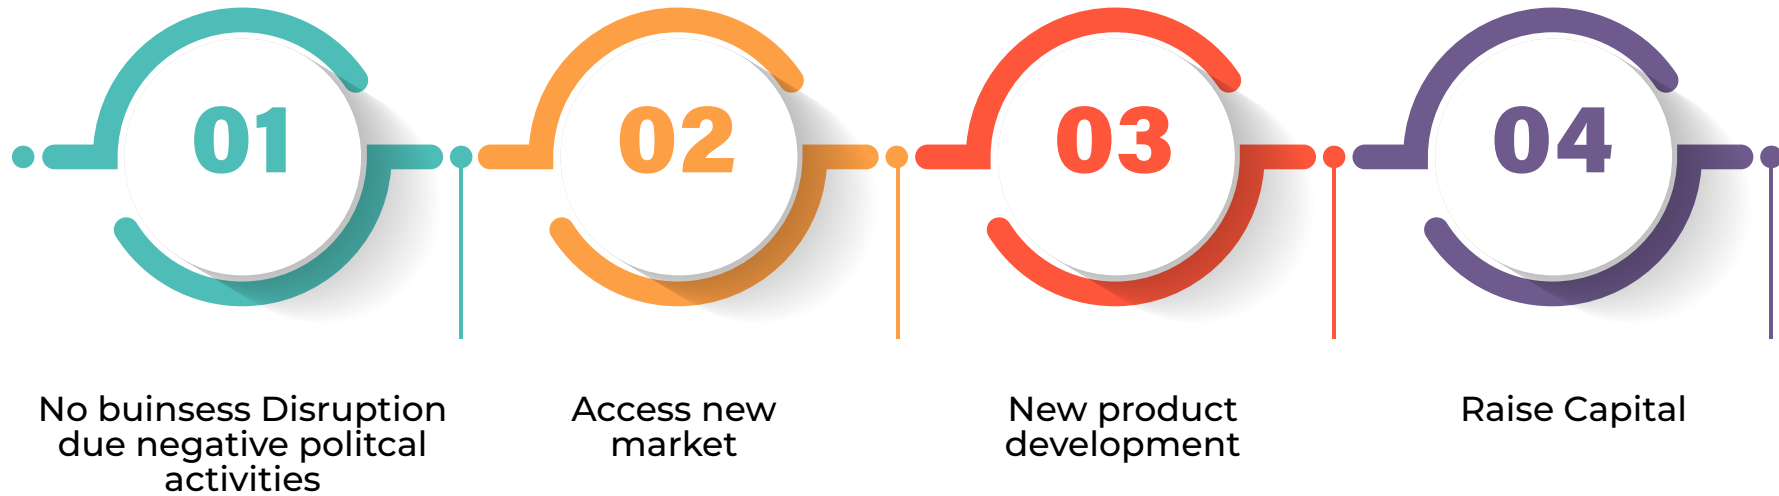 01
No buinsess Disruption
due negative politcal
activities
02
Access new
market
03
New product
development
04
Raise Capital